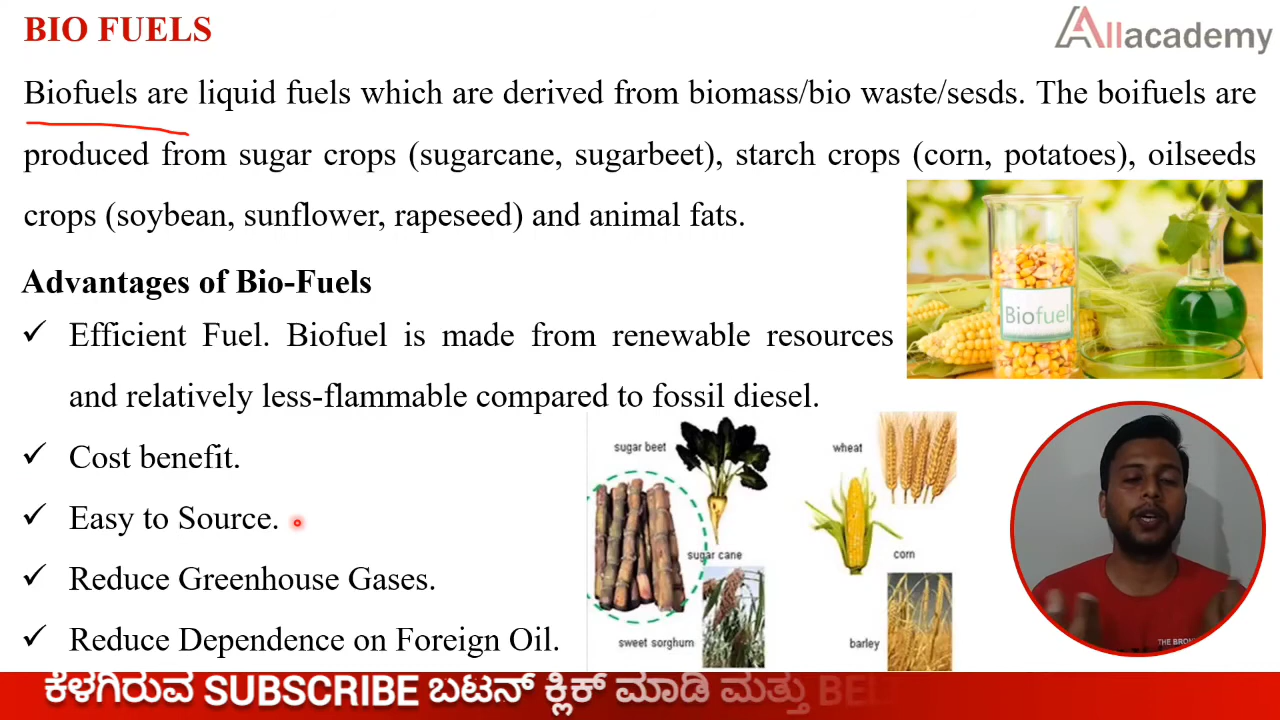 BIO FUELS
Allacademy
Biofuels are liquid fuels which are derived from biomass/bio waste/sesds. The boifuels are
produced from sugar crops (sugarcane, sugarbeet), starch crops (corn, potatoes), oilseeds
crops (soybean, sunflower, rapeseed) and animal fats.
Biofuel
Advantages of Bio-Fuels
✓ Efficient Fuel. Biofuel is made from renewable resources
and relatively less-flammable compared to fossil diesel.
✓ Cost benefit.
✓ Easy to Source.
✓ Reduce Greenhouse Gases.
✓ Reduce Dependence on Foreign Oil.
sugar beet
wheat
sugar cane
corn
sweet sorghum
barley
THE BRON
ಕೆಳಗಿರುವ SUBSCRIBE ಬಟನ್ ಕ್ಲಿಕ್ ಮಾಡಿ ಮತ್ತು BEL